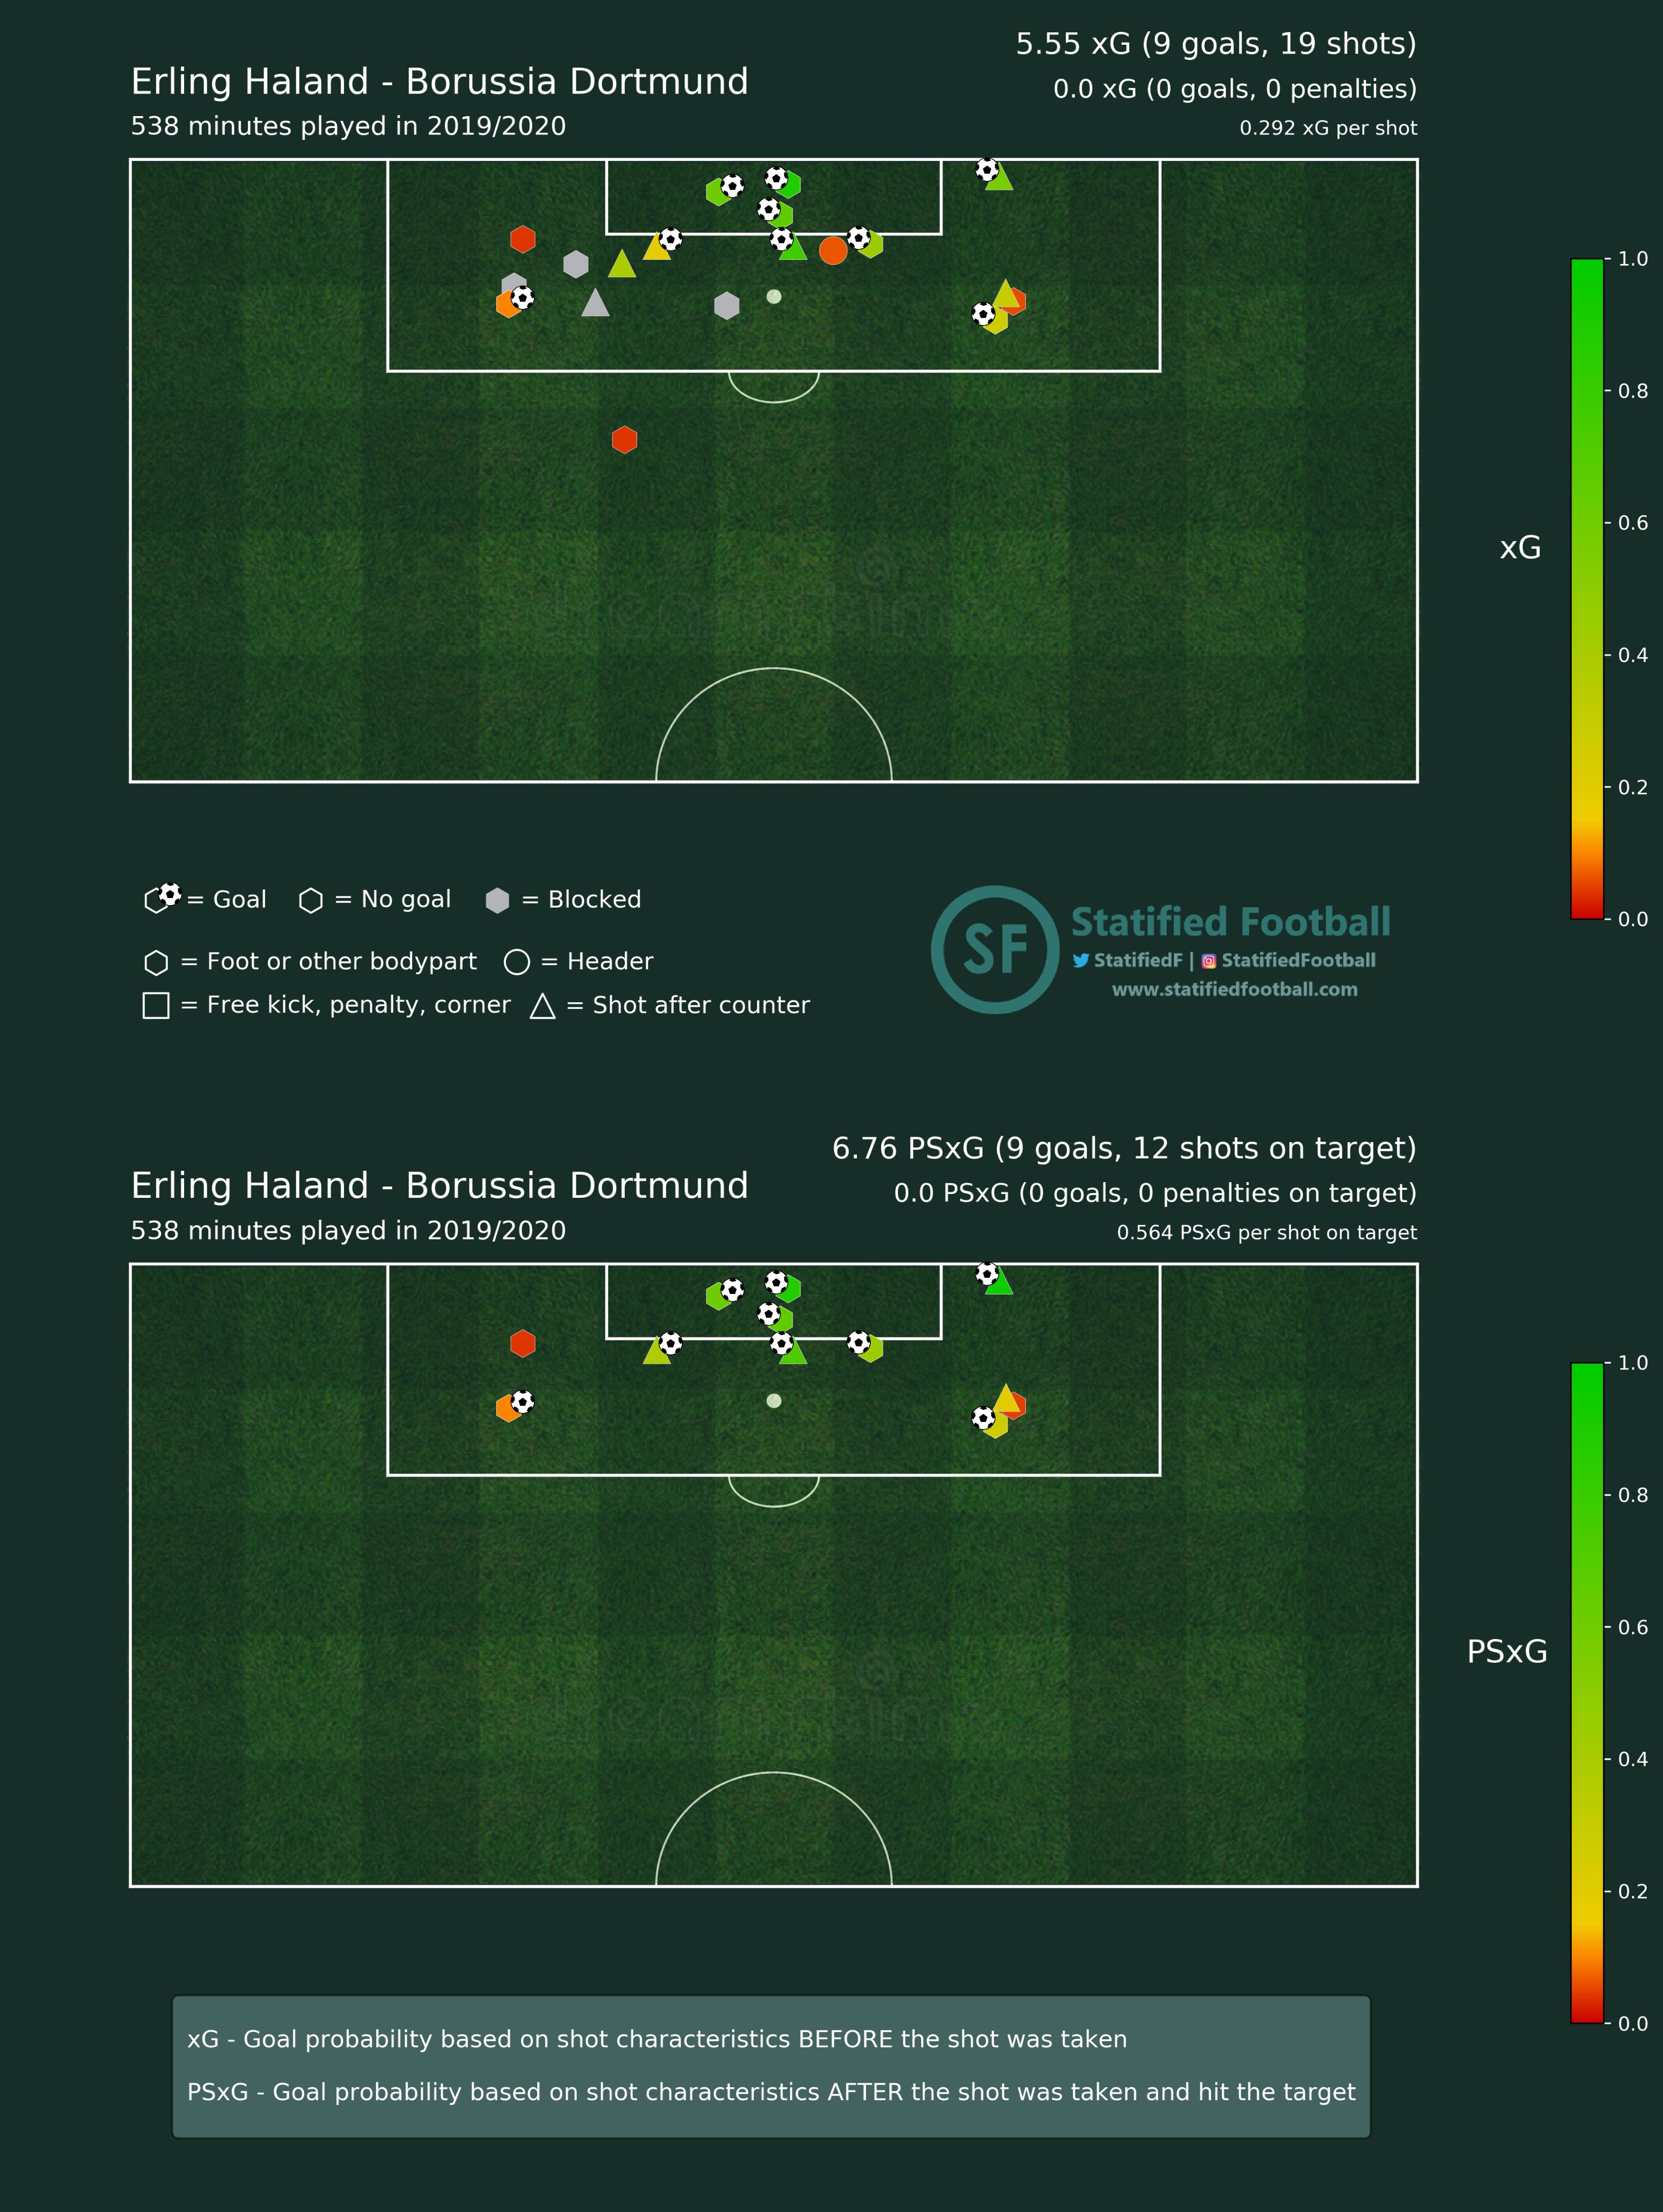 5.55 xG (9 goals, 19 shots)
Erling Haland - Borussia Dortmund
0.0 xG (0 goals, 0 penalties)
538 minutes played in 2019/2020
0.292 xG per shot
1.0
0.8
0.6
xG
0.4
0.2
0.0
= Goal = No goal = Blocked
= Foot or other bodypart = Header
= Free kick, penalty, corner = Shot after counter
SF
Statified Football
StatifiedF | StatifiedFootball
www.statifiedfootball.com
6.76 PSxG (9 goals, 12 shots on target)
Erling Haland - Borussia Dortmund
0.0 PSxG (0 goals, 0 penalties on target)
538 minutes played in 2019/2020
0.564 PSxG per shot on target
1.0
0.8
0.6
PSxG
0.4
0.2
0.0
xG - Goal probability based on shot characteristics BEFORE the shot was taken
PSxG - Goal probability based on shot characteristics AFTER the shot was taken and hit the target